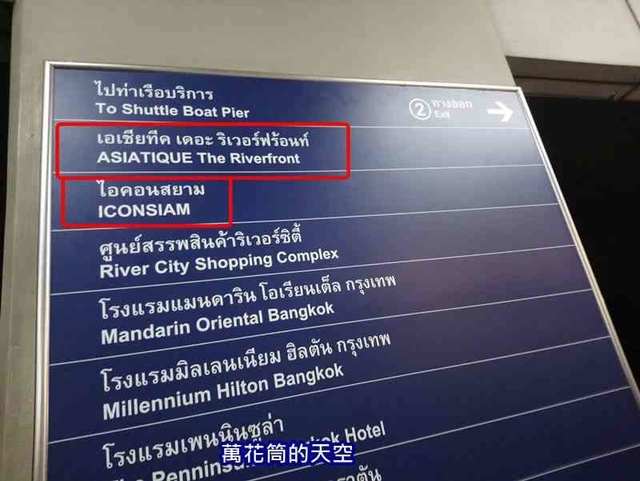 ไปท่าเรือบริการ
To Shuttle Boat Pier
② ทางออก
Exit
เอเชียทีค เดอะ ริเวอร์ฟร้อนท์
ASIATIQUE The Riverfront
ไอคอนสยาม
ICONSIAM
ศูนย์สรรพสินค้าริเวอร์ซิตี้
River City Shopping Complex
โรงแรมแมนดาริน โอเรียนเต็ล กรุงเทพ
Mandarin Oriental Bangkok
โรงแรมมิลเลนเนียม ฮิลตัน กรุงเทพ
Millennium Hilton Bangkok
โรงแรมเพนนินซูล่า
The Penninsula Hotel
萬花筒的天空